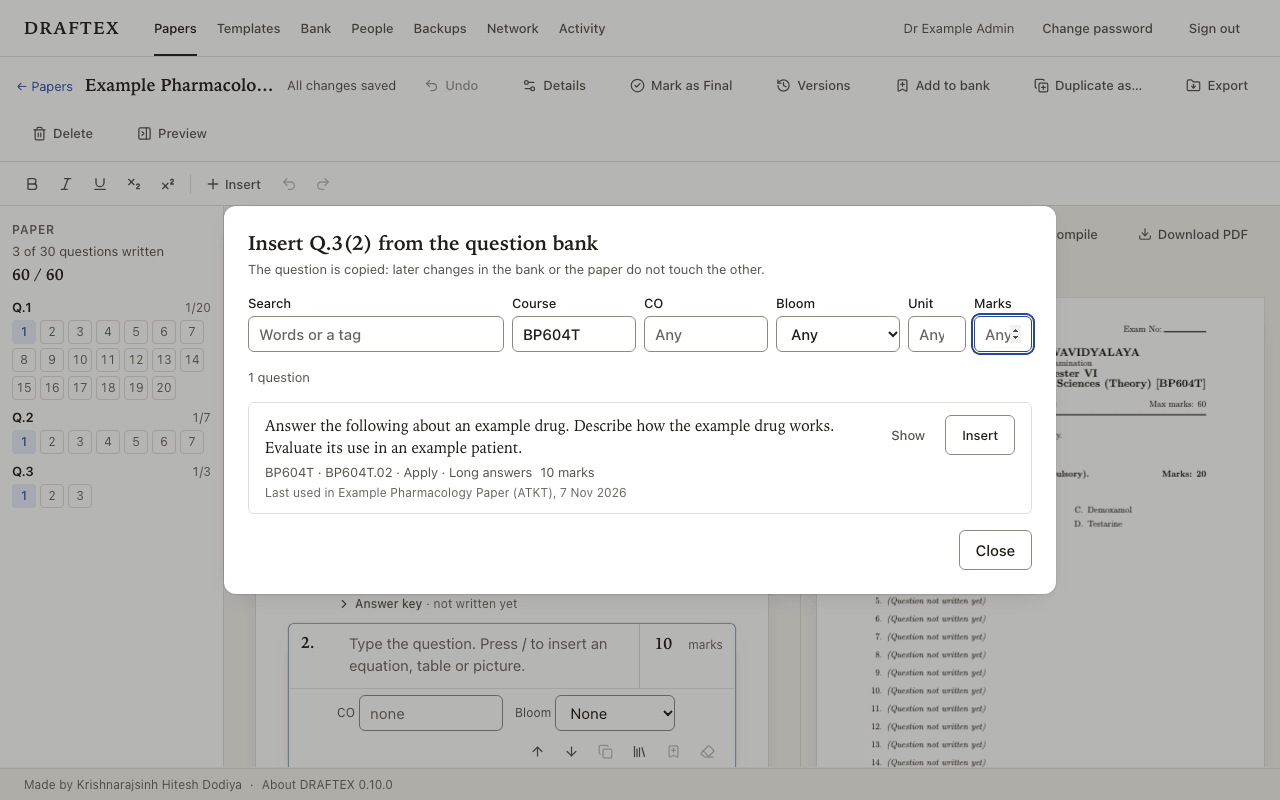 DRAFTEX Papers Templates Bank People Backups Network Activity Dr Example Admin Change password Sign out
← Papers Example Pharmacolo... All changes saved Undo Details Mark as Final Versions Add to bank Duplicate as... Export
Delete Preview
B I U X₂ X² + Insert
PAPER
3 of 30 questions written
60 / 60
Q.1 1/20
1 2 3 4 5 6 7
8 9 10 11 12 13 14
15 16 17 18 19 20
Q.2 1/7
1 2 3 4 5 6 7
Q.3 1/3
1 2 3
Insert Q.3(2) from the question bank
The question is copied: later changes in the bank or the paper do not touch the other.
Search Course CO Bloom Unit Marks
Words or a tag BP604T Any Any Any Any
1 question
Answer the following about an example drug. Describe how the example drug works.
Evaluate its use in an example patient.
Show Insert
BP604T · BP604T.02 · Apply · Long answers 10 marks
Last used in Example Pharmacology Paper (ATKT), 7 Nov 2026
Close
Answer key · not written yet
2. Type the question. Press / to insert an
equation, table or picture.
10 marks
CO none Bloom None
ompile Download PDF
Exam No:
VAVIDYALAYA
amination
ester VI
Sciences (Theory) [BP604T]
Max marks: 60
y.
ulsory). Marks: 20
C. Demoxamol
D. Testarine
5. (Question not written yet)
6. (Question not written yet)
7. (Question not written yet)
8. (Question not written yet)
9. (Question not written yet)
10. (Question not written yet)
11. (Question not written yet)
12. (Question not written yet)
13. (Question not written yet)
14. (Question not written yet)
Made by Krishnarajsinh Hitesh Dodiya · About DRAFTEX 0.10.0